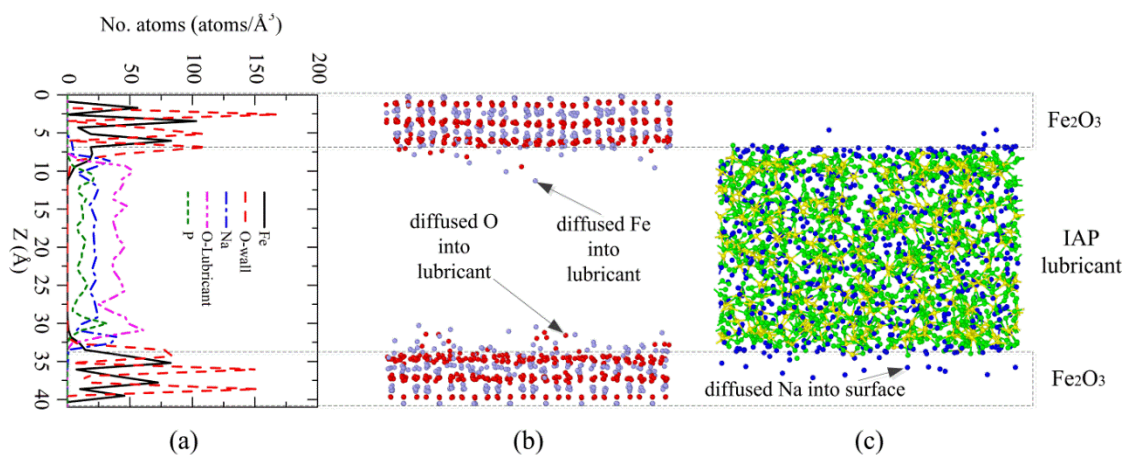 No. atoms (atoms/Å³)
0
50
100
150
200
0
5
10
15
20
25
30
35
40
Z (Å)
Fe
O-wall
Na
O-Lubricant
P
diffused O
into
lubricant
diffused Fe
into
lubricant
diffused Na into surface
Fe₂O₃
IAP
lubricant
Fe₂O₃
(a)
(b)
(c)